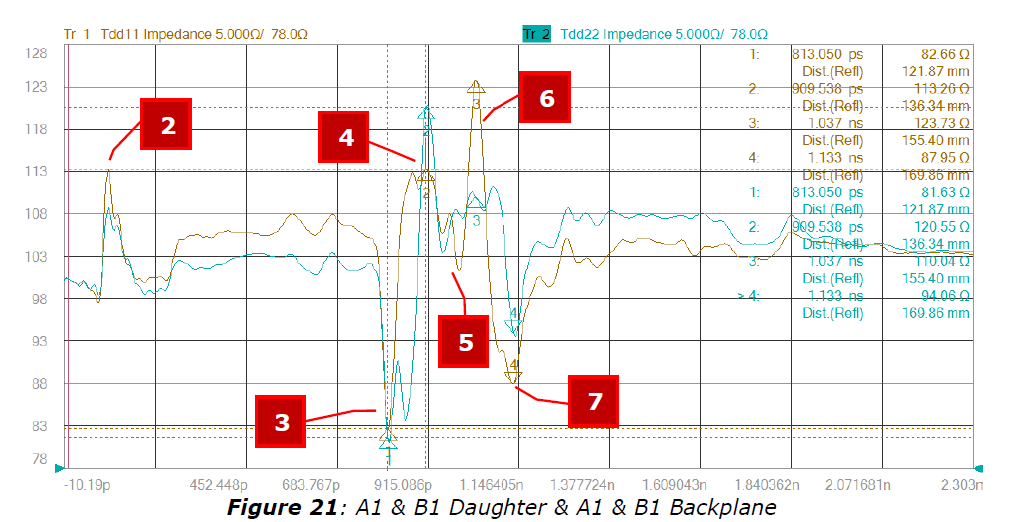 Tr 1 Tdd11 Impedance 5.000Ω/ 78.0Ω
Tr 2 Tdd22 Impedance 5.000Ω/ 78.0Ω
128
123
118
113
108
103
98
93
88
83
78
1: 813.050 ps 82.66 Ω
Dist.(Refl) 121.87 mm
2: 909.538 ps 113.26 Ω
Dist.(Refl) 136.34 mm
3: 1.037 ns 123.73 Ω
Dist.(Refl) 155.40 mm
4: 1.133 ns 87.95 Ω
Dist.(Refl) 169.86 mm
1: 813.050 ps 81.63 Ω
Dist.(Refl) 121.87 mm
2: 909.538 ps 120.55 Ω
Dist.(Refl) 136.34 mm
3: 1.037 ns 110.04 Ω
Dist.(Refl) 155.40 mm
> 4: 1.133 ns 94.06 Ω
Dist.(Refl) 169.86 mm
2
4
6
3
5
7
3
2
3
4
4
1
-10.19p 452.448p 683.767p 915.086p 1.146405n 1.377724n 1.609043n 1.840362n 2.071681n 2.303n
Figure 21: A1 & B1 Daughter & A1 & B1 Backplane